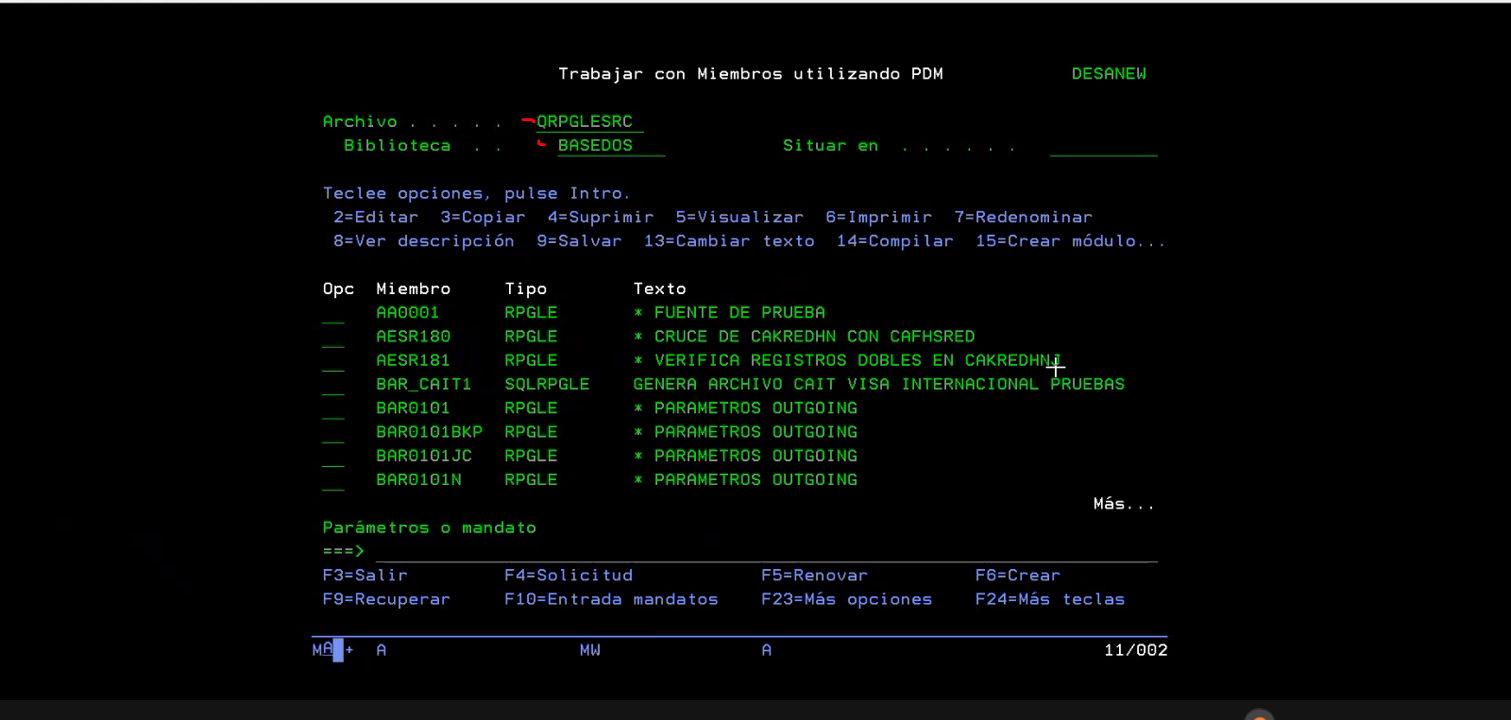 Trabajar con Miembros utilizando PDM DESANEW
Archivo . . . . . QRPGLESRC
Biblioteca . . BASEDOS Situar en . . . . . .
Teclee opciones, pulse Intro.
2=Editar 3=Copiar 4=Suprimir 5=Visualizar 6=Imprimir 7=Redenominar
8=Ver descripción 9=Salvar 13=Cambiar texto 14=Compilar 15=Crear módulo...
Opc Miembro Tipo Texto
AA0001 RPGLE * FUENTE DE PRUEBA
AESR180 RPGLE * CRUCE DE CAKREDHN CON CAFHSRED
AESR181 RPGLE * VERIFICA REGISTROS DOBLES EN CAKREDHNJ
BAR_CAIT1 SQLRPGLE GENERA ARCHIVO CAIT VISA INTERNACIONAL PRUEBAS
BAR0101 RPGLE * PARAMETROS OUTGOING
BAR0101BKP RPGLE * PARAMETROS OUTGOING
BAR0101JC RPGLE * PARAMETROS OUTGOING
BAR0101N RPGLE * PARAMETROS OUTGOING
Más...
Parámetros o mandato
===>
F3=Salir F4=Solicitud F5=Renovar F6=Crear
F9=Recuperar F10=Entrada mandatos F23=Más opciones F24=Más teclas
MA + A MW A 11/002